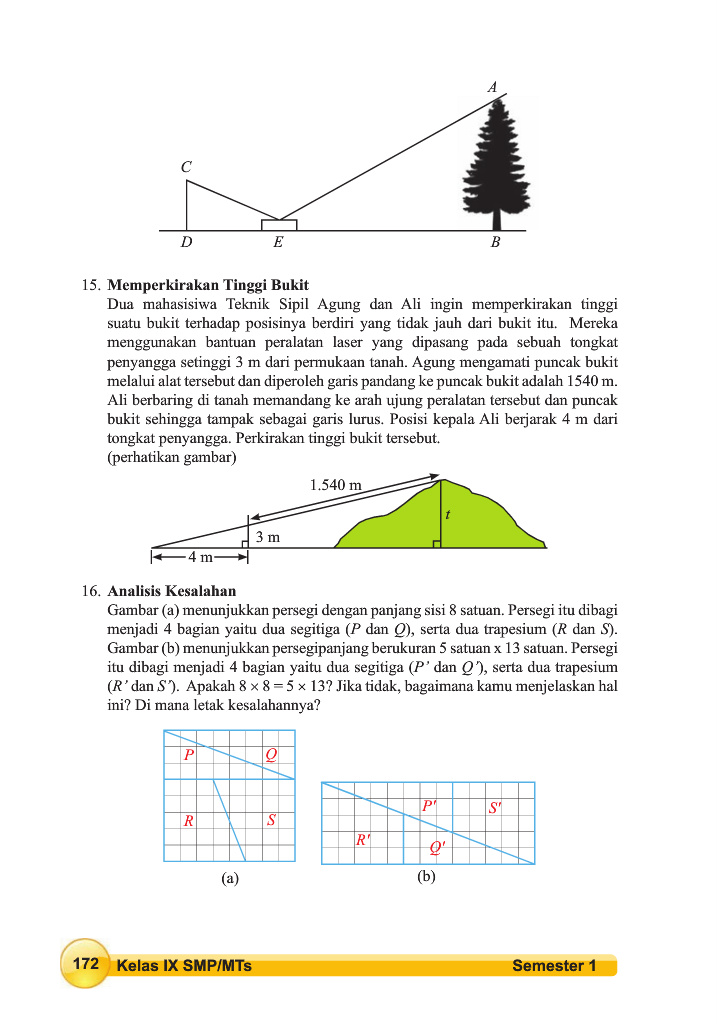 A
C
D
E
B
15. Memperkirakan Tinggi Bukit
Dua mahasisiwa Teknik Sipil Agung dan Ali ingin memperkirakan tinggi
suatu bukit terhadap posisinya berdiri yang tidak jauh dari bukit itu. Mereka
menggunakan bantuan peralatan laser yang dipasang pada sebuah tongkat
penyangga setinggi 3 m dari permukaan tanah. Agung mengamati puncak bukit
melalui alat tersebut dan diperoleh garis pandang ke puncak bukit adalah 1540 m.
Ali berbaring di tanah memandang ke arah ujung peralatan tersebut dan puncak
bukit sehingga tampak sebagai garis lurus. Posisi kepala Ali berjarak 4 m dari
tongkat penyangga. Perkirakan tinggi bukit tersebut.
(perhatikan gambar)
1.540 m
t
3 m
4 m
16. Analisis Kesalahan
Gambar (a) menunjukkan persegi dengan panjang sisi 8 satuan. Persegi itu dibagi
menjadi 4 bagian yaitu dua segitiga (P dan Q), serta dua trapesium (R dan S).
Gambar (b) menunjukkan persegipanjang berukuran 5 satuan x 13 satuan. Persegi
itu dibagi menjadi 4 bagian yaitu dua segitiga (P’ dan Q’), serta dua trapesium
(R’ dan S’). Apakah 8 × 8 = 5 × 13? Jika tidak, bagaimana kamu menjelaskan hal
ini? Di mana letak kesalahannya?
P Q
R S
P' S'
R' Q'
(a) (b)
172 Kelas IX SMP/MTs Semester 1